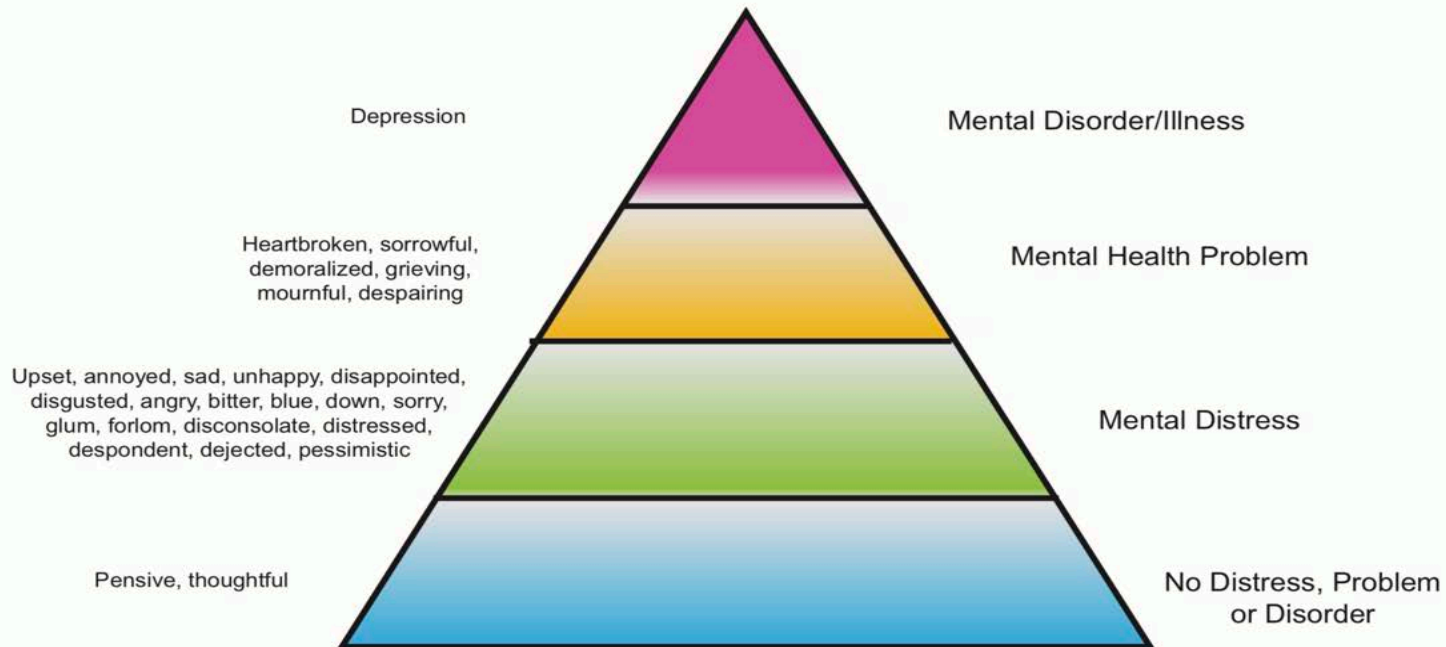 Depression
Mental Disorder/Illness
Heartbroken, sorrowful,
demoralized, grieving,
mournful, despairing
Mental Health Problem
Upset, annoyed, sad, unhappy, disappointed,
disgusted, angry, bitter, blue, down, sorry,
glum, forlom, disconsolate, distressed,
despondent, dejected, pessimistic
Mental Distress
Pensive, thoughtful
No Distress, Problem
or Disorder